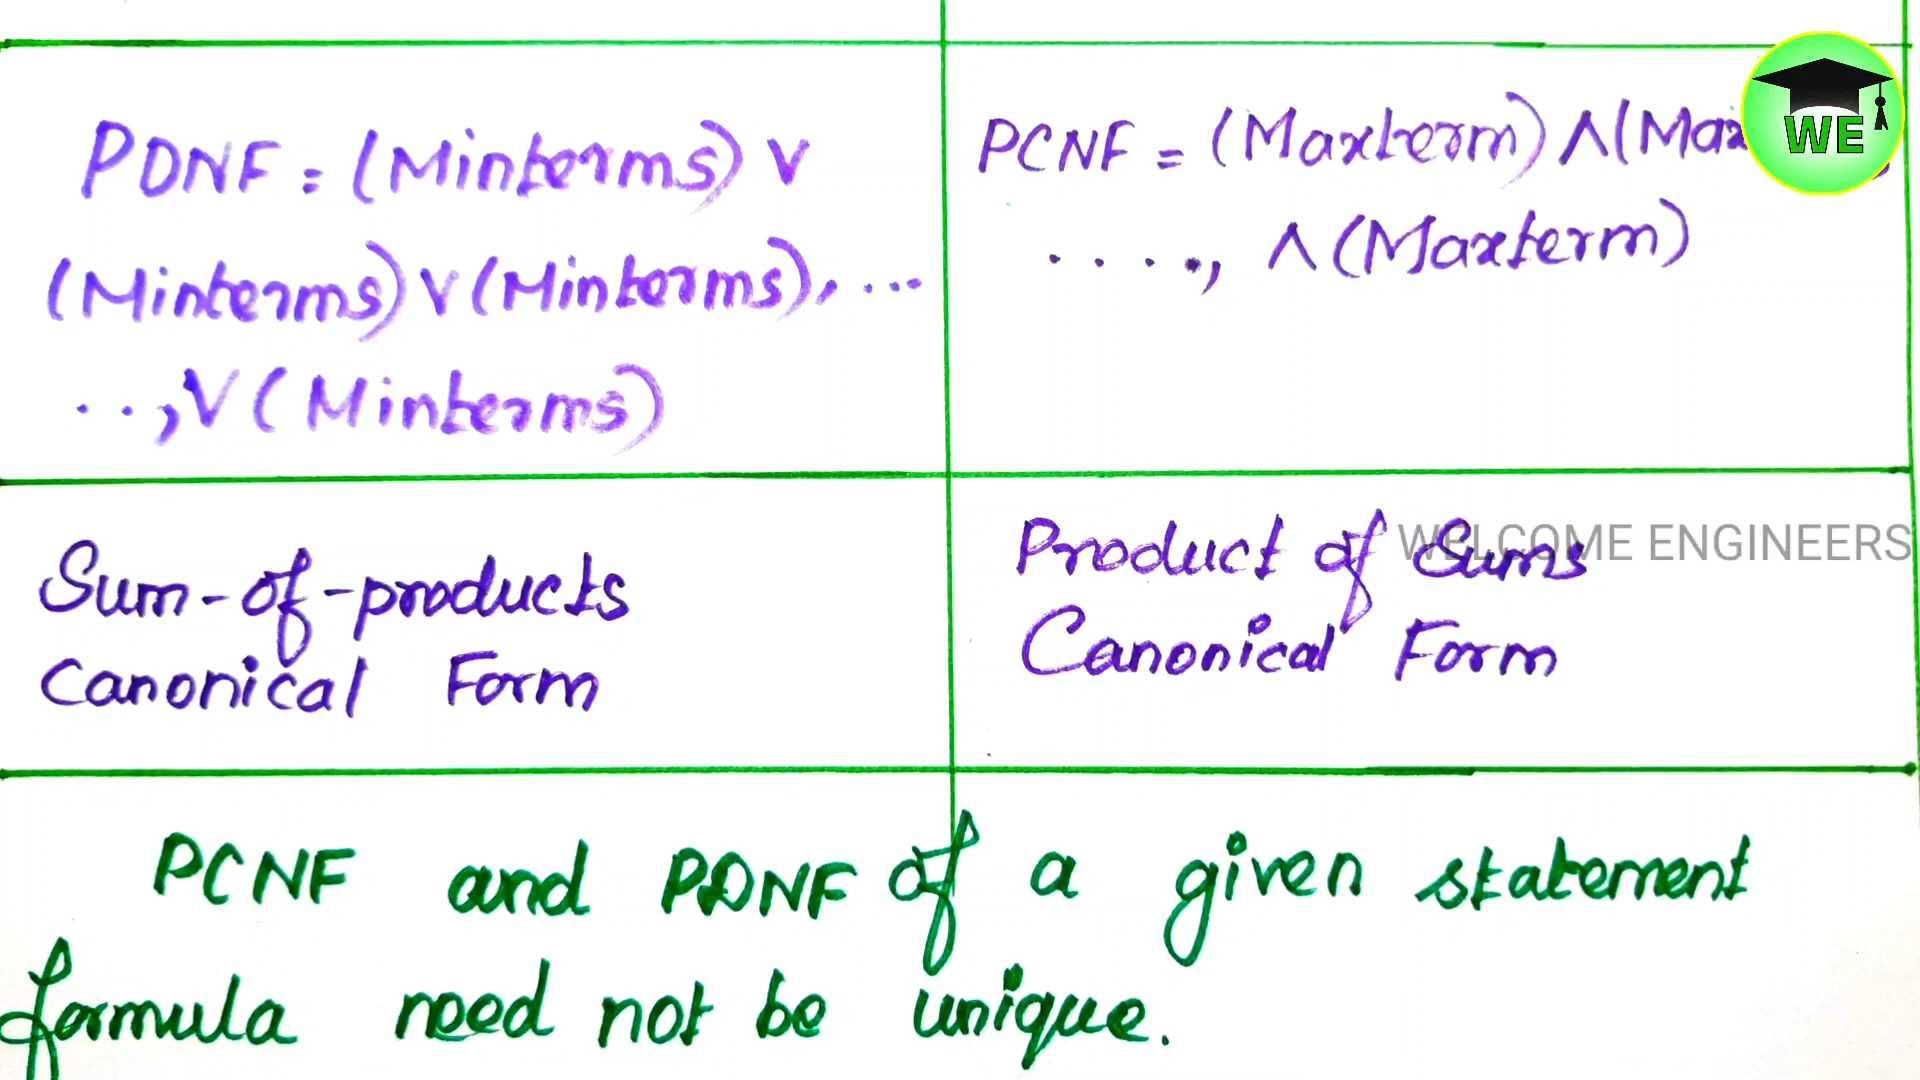 PDNF = (Minterms) ∨
(Minterms) ∨ (Minterms), ...
.., ∨ (Minterms)
PCNF = (Maxterm) ∧ (Max
....., ∧ (Maxterm)
WE
Sum-of-products
Canonical Form
Product of Sums
Canonical Form
WELCOME ENGINEERS
PCNF and PDNF of a given statement
formula need not be unique.